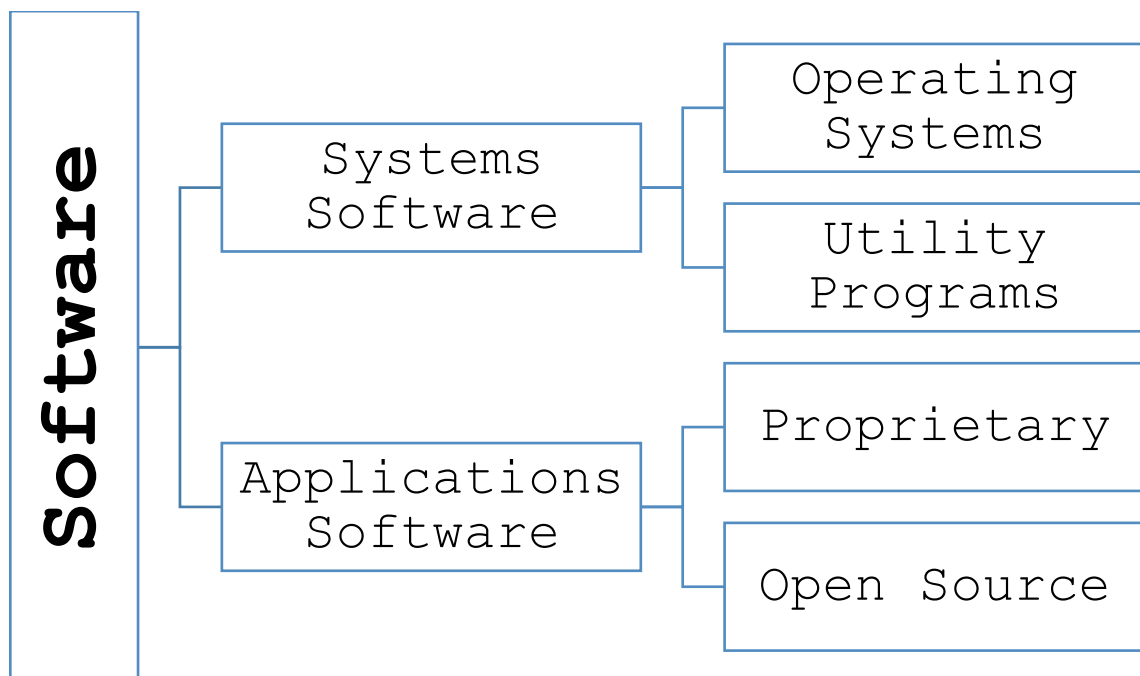 Software
Systems
Software
Operating
Systems
Utility
Programs
Applications
Software
Proprietary
Open Source